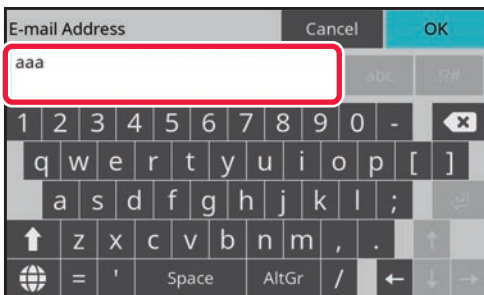 E-mail Address Cancel OK
aaa
abc !?#
1 2 3 4 5 6 7 8 9 0 -
q w e r t y u i o p [ ]
a s d f g h j k l ;
z x c v b n m , .
= ' Space AltGr /